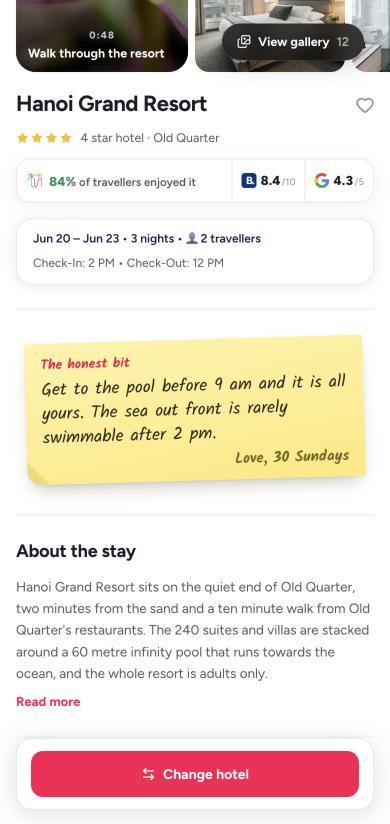 0:48
Walk through the resort
View gallery 12
Hanoi Grand Resort
4 star hotel · Old Quarter
84% of travellers enjoyed it
B. 8.4/10
G 4.3/5
Jun 20 – Jun 23 • 3 nights • 2 travellers
Check-In: 2 PM • Check-Out: 12 PM
The honest bit
Get to the pool before 9 am and it is all
yours. The sea out front is rarely
swimmable after 2 pm.
Love, 30 Sundays
About the stay
Hanoi Grand Resort sits on the quiet end of Old Quarter,
two minutes from the sand and a ten minute walk from Old
Quarter's restaurants. The 240 suites and villas are stacked
around a 60 metre infinity pool that runs towards the
ocean, and the whole resort is adults only.
Read more
Change hotel